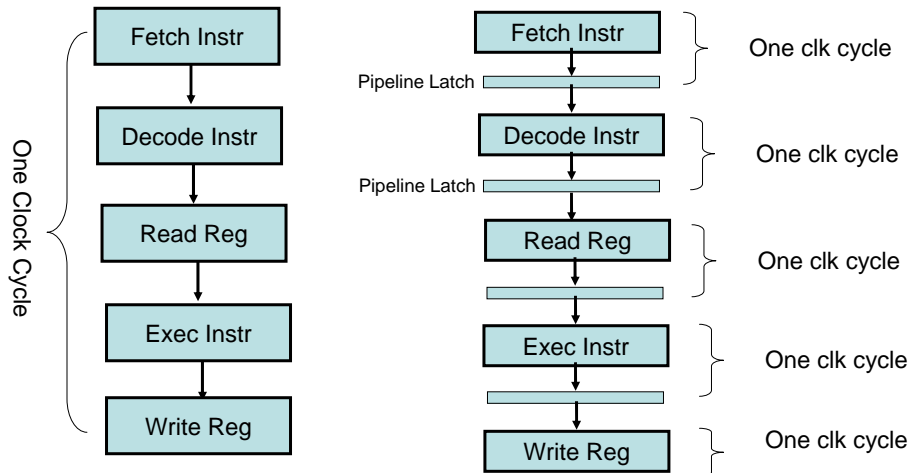 One Clock Cycle
Fetch Instr
Decode Instr
Read Reg
Exec Instr
Write Reg
Fetch Instr
One clk cycle
Pipeline Latch
Decode Instr
One clk cycle
Pipeline Latch
Read Reg
One clk cycle
Exec Instr
One clk cycle
Write Reg
One clk cycle